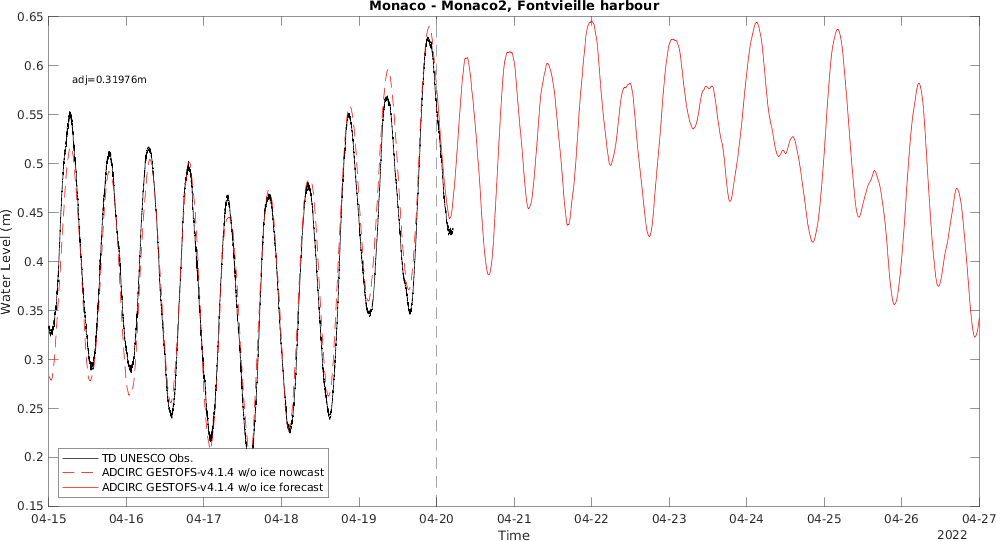 Monaco - Monaco2, Fontvieille harbour
adj=0.31976m
Water Level (m)
0.65
0.6
0.55
0.5
0.45
0.4
0.35
0.3
0.25
0.2
0.15
TD UNESCO Obs.
ADCIRC GESTOFS-v4.1.4 w/o ice nowcast
ADCIRC GESTOFS-v4.1.4 w/o ice forecast
04-15 04-16 04-17 04-18 04-19 04-20 04-21 04-22 04-23 04-24 04-25 04-26 04-27
Time
2022